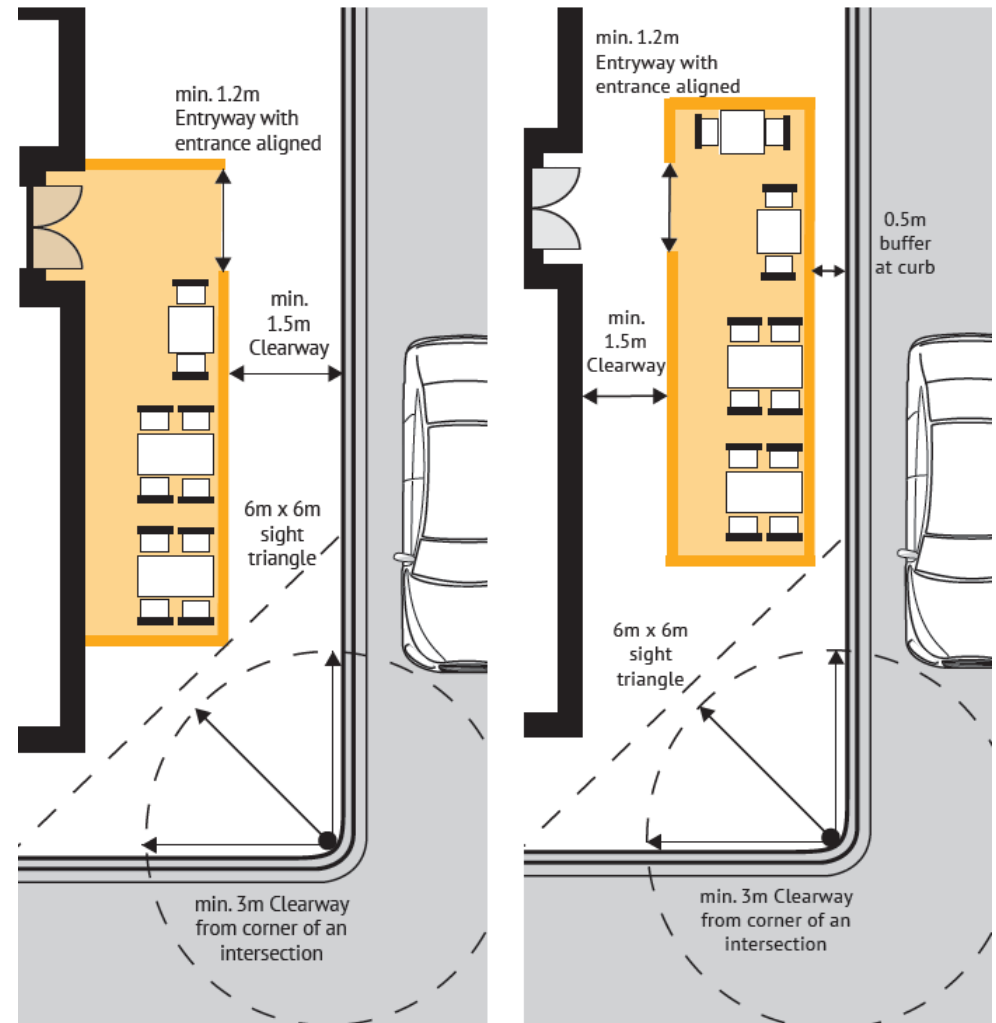 min. 1.2m
Entryway with
entrance aligned
min.
1.5m
Clearway
6m x 6m
sight
triangle
min. 3m Clearway
from corner of an
intersection
min. 1.2m
Entryway with
entrance aligned
0.5m
buffer
at curb
min.
1.5m
Clearway
6m x 6m
sight
triangle
min. 3m Clearway
from corner of an
intersection